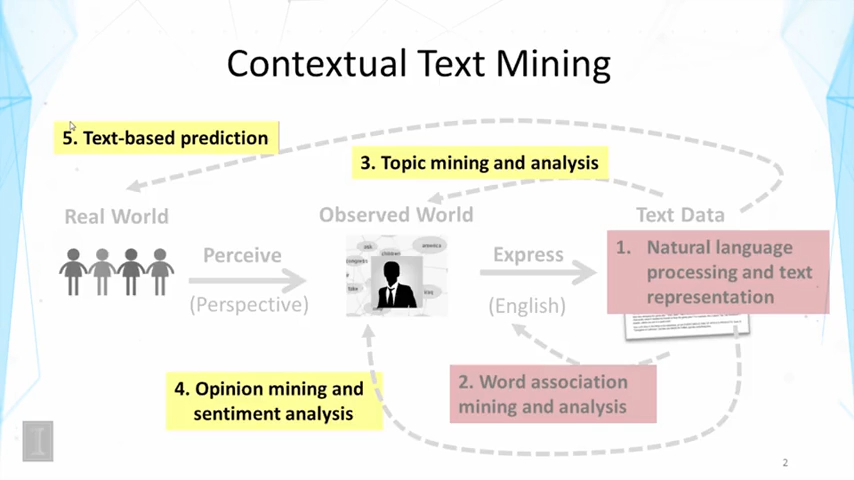 Contextual Text Mining
5. Text-based prediction
3. Topic mining and analysis
Real World
Observed World
Text Data
Perceive
(Perspective)
Express
(English)
1. Natural language
processing and text
representation
4. Opinion mining and
sentiment analysis
2. Word association
mining and analysis
I
2